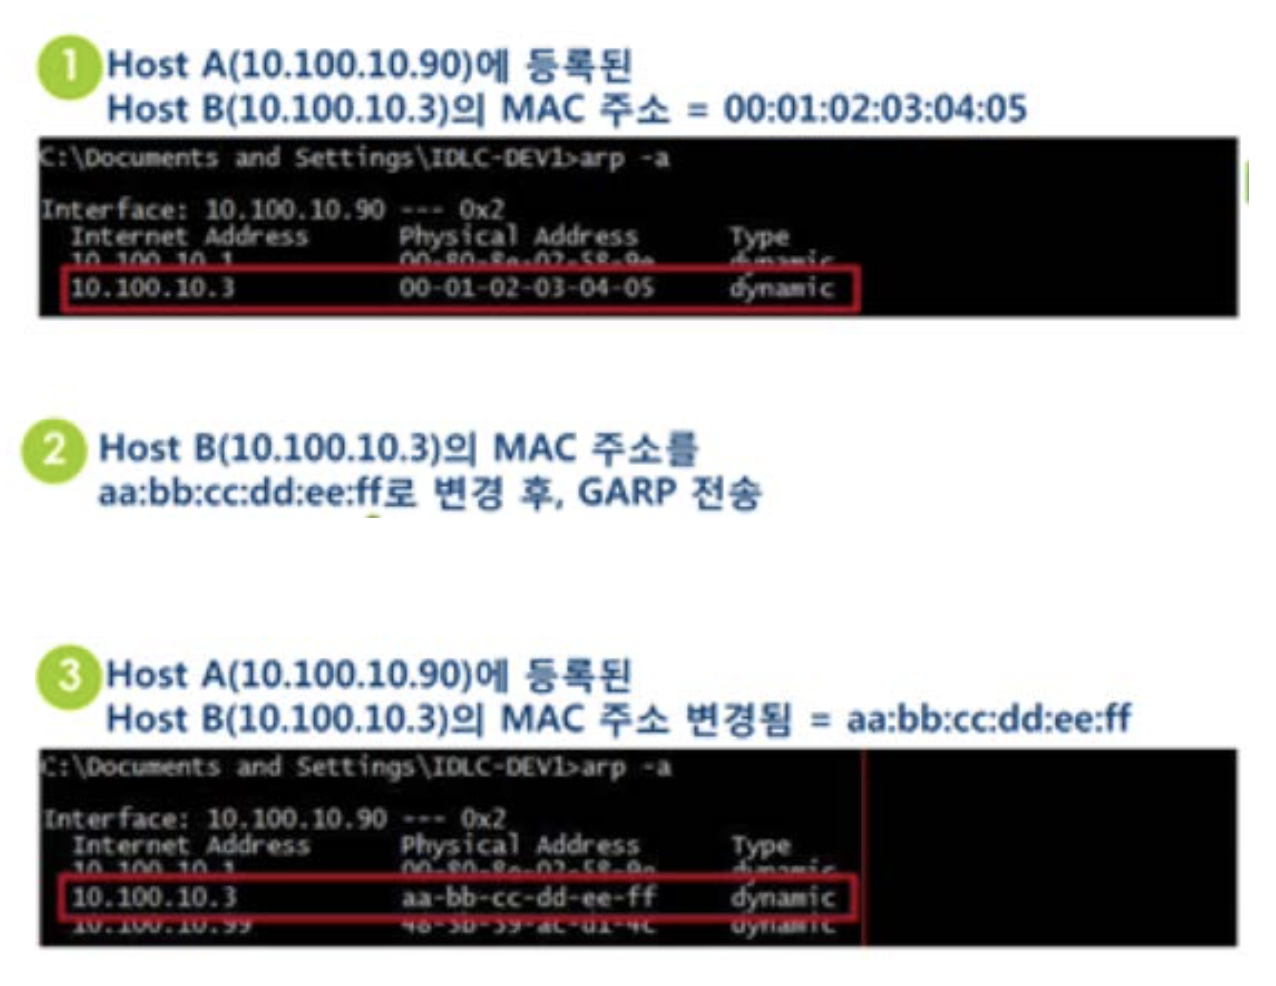 1 Host A(10.100.10.90)에 등록된
Host B(10.100.10.3)의 MAC 주소 = 00:01:02:03:04:05
C:\Documents and Settings\IDLC-DEV1>arp -a
Interface: 10.100.10.90 --- 0x2
Internet Address Physical Address Type
10.100.10.1 00-80-8e-02-58-9e dynamic
10.100.10.3 00-01-02-03-04-05 dynamic
2 Host B(10.100.10.3)의 MAC 주소를
aa:bb:cc:dd:ee:ff로 변경 후, GARP 전송
3 Host A(10.100.10.90)에 등록된
Host B(10.100.10.3)의 MAC 주소 변경됨 = aa:bb:cc:dd:ee:ff
C:\Documents and Settings\IDLC-DEV1>arp -a
Interface: 10.100.10.90 --- 0x2
Internet Address Physical Address Type
10.100.10.1 00-80-8e-02-58-9e dynamic
10.100.10.3 aa-bb-cc-dd-ee-ff dynamic
10.100.10.99 dynamic